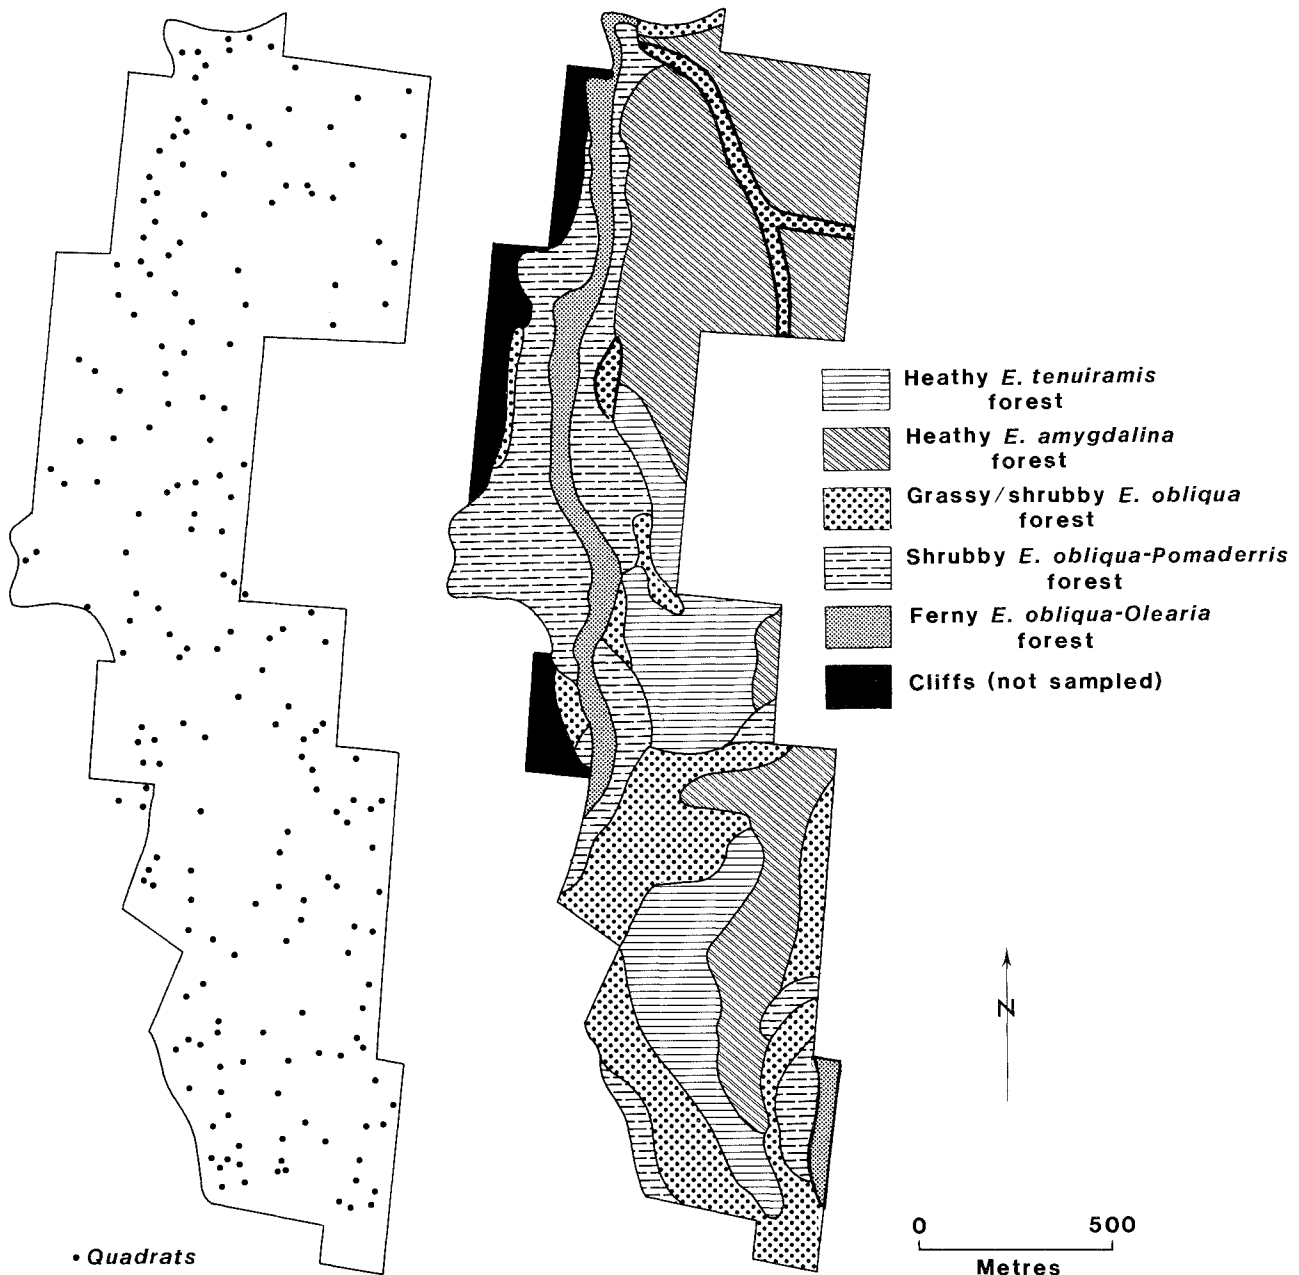 Heathy E. tenuiramis
forest
Heathy E. amygdalina
forest
Grassy/shrubby E. obliqua
forest
Shrubby E. obliqua-Pomaderris
forest
Ferny E. obliqua-Olearia
forest
Cliffs (not sampled)
N
0 500
Metres
• Quadrats